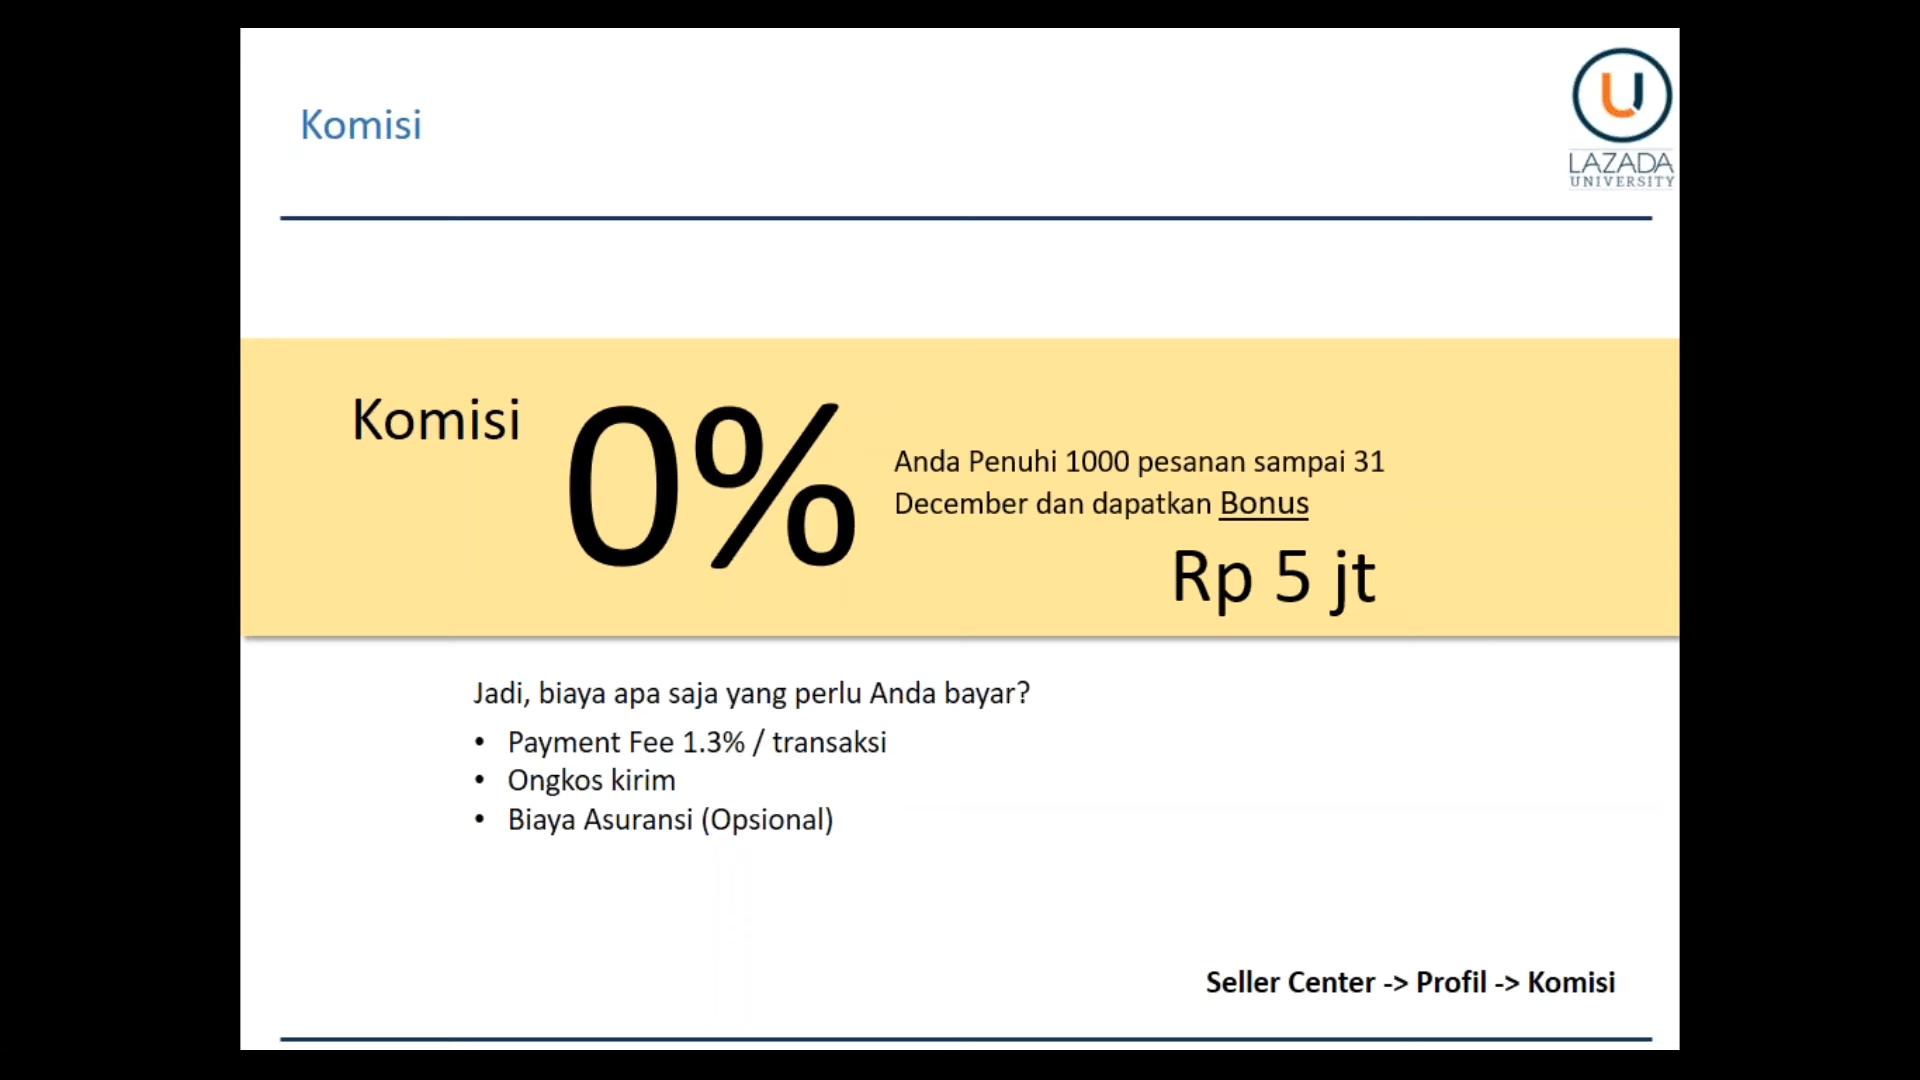 Komisi
LAZADA
UNIVERSITY
Komisi
0%
Anda Penuhi 1000 pesanan sampai 31
December dan dapatkan Bonus
Rp 5 jt
Jadi, biaya apa saja yang perlu Anda bayar?
• Payment Fee 1.3% / transaksi
• Ongkos kirim
• Biaya Asuransi (Opsional)
Seller Center -> Profil -> Komisi